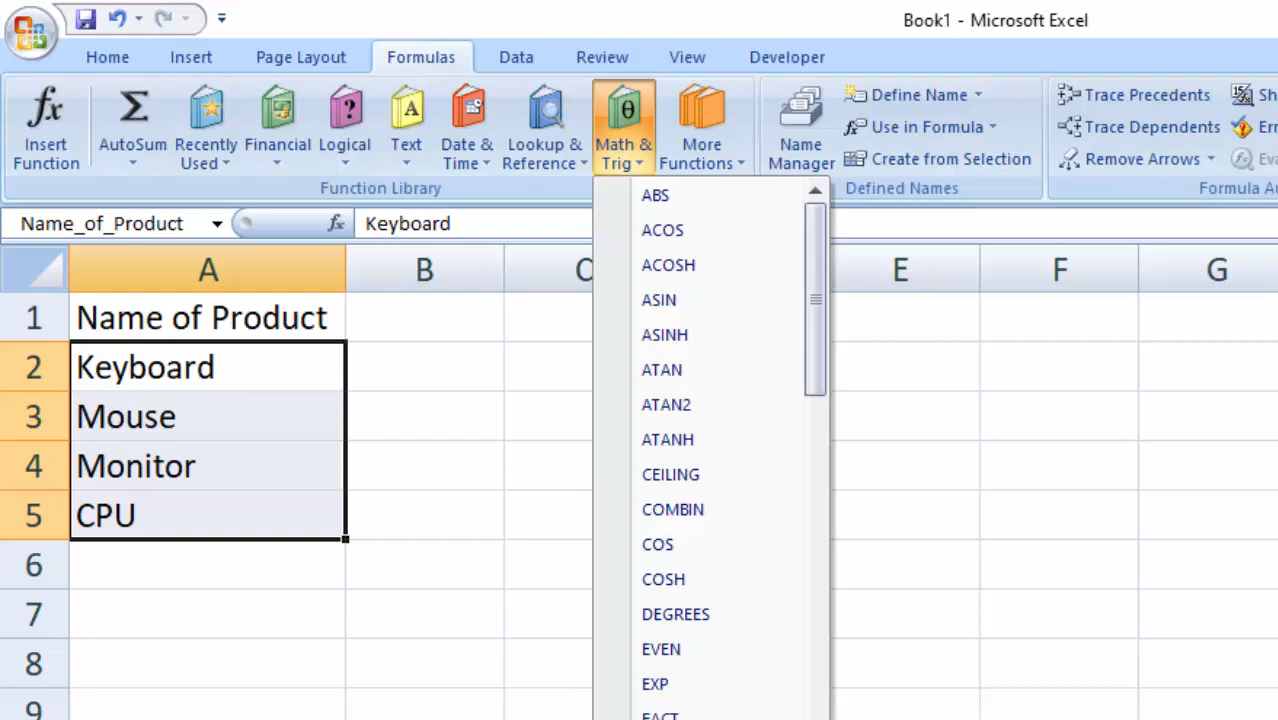 Book1 - Microsoft Excel
Home Insert Page Layout Formulas Data Review View Developer
Insert Function
AutoSum
Recently Used
Financial
Logical
Text
Date & Time
Lookup & Reference
Math & Trig
More Functions
Function Library
Name Manager
Define Name
Use in Formula
Create from Selection
Defined Names
Trace Precedents
Trace Dependents
Remove Arrows
Name_of_Product fx Keyboard
A B C E F G
1 Name of Product
2 Keyboard
3 Mouse
4 Monitor
5 CPU
6
7
8
9
ABS
ACOS
ACOSH
ASIN
ASINH
ATAN
ATAN2
ATANH
CEILING
COMBIN
COS
COSH
DEGREES
EVEN
EXP
FACT